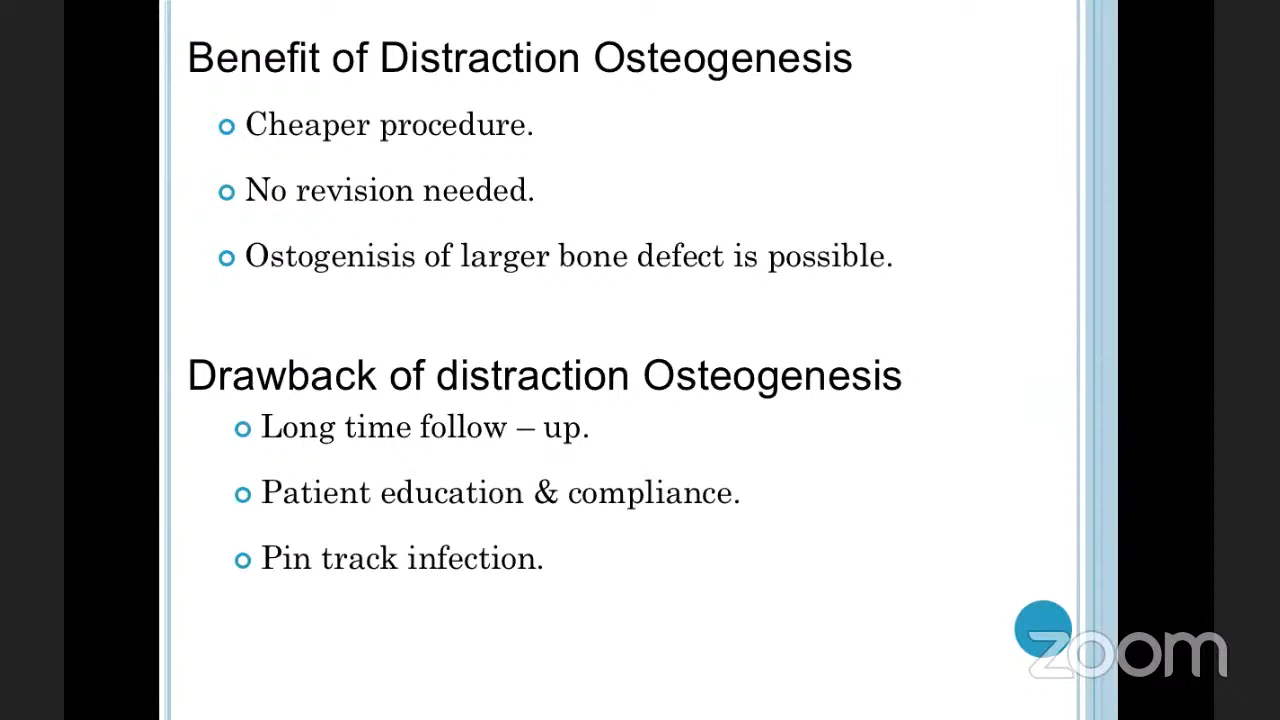 Benefit of Distraction Osteogenesis
Cheaper procedure.
No revision needed.
Ostogenisis of larger bone defect is possible.
Drawback of distraction Osteogenesis
Long time follow – up.
Patient education & compliance.
Pin track infection.
zoom